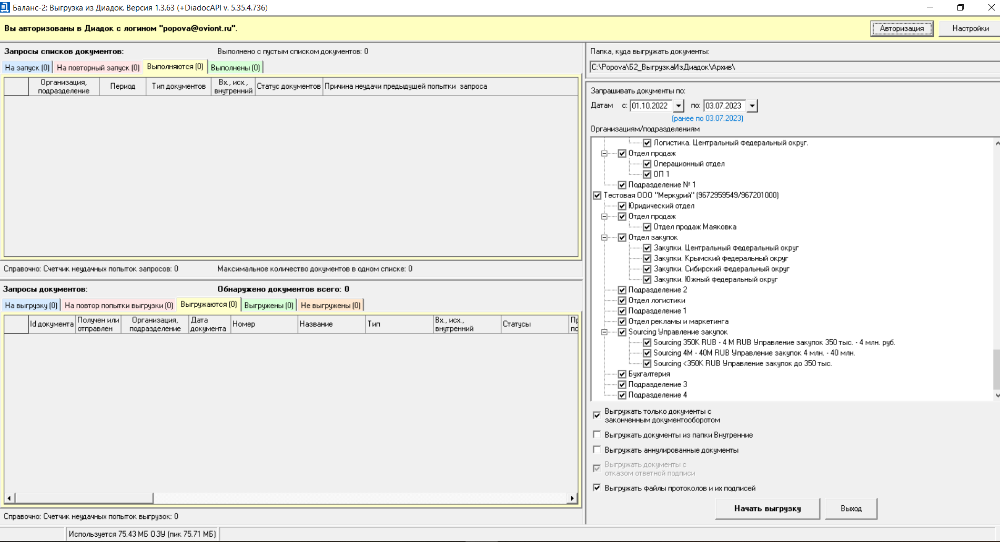 Баланс-2: Выгрузка из Диадок. Версия 1.3.63 (+DiadocAPI v. 5.35.4.736)
Вы авторизованы в Диадок с логином "popova@oviont.ru".
Авторизация
Настройки
Запросы списков документов:
Выполнено с пустым списком документов: 0
На запуск (0)
На повторный запуск (0)
Выполняются (0)
Выполнены (0)
Организация, подразделение
Период
Тип документов
Вх., исх., внутренний
Статус документов
Причина неудачи предыдущей попытки запроса
Справочно: Счетчик неудачных попыток запросов: 0
Максимальное количество документов в одном списке: 0
Запросы документов:
Обнаружено документов всего: 0
На выгрузку (0)
На повтор попытки выгрузки (0)
Выгружаются (0)
Выгружены (0)
Не выгружены (0)
Id документа
Получен или отправлен
Организация, подразделение
Дата документа
Номер
Название
Тип
Вх., исх., внутренний
Статусы
Пр
по
Справочно: Счетчик неудачных попыток выгрузок: 0
Используется 75.43 МБ ОЗУ (пик 75.71 МБ)
Папка, куда выгружать документы:
C:\Popova\Б2_ВыгрузкаИзДиадок\Архив\
Запрашивать документы по:
Датам с: 01.10.2022 по: 03.07.2023
(ранее по 03.07.2023)
Организациям/подразделениям
Логистика. Центральный федеральный округ.
Отдел продаж
Операционный отдел
ОП 1
Подразделение № 1
Тестовая ООО "Меркурий" (9672959549/967201000)
Юридический отдел
Отдел продаж
Отдел продаж Маяковка
Отдел закупок
Закупки. Центральный федеральный округ
Закупки. Крымский федеральный округ
Закупки. Сибирский федеральный округ
Закупки. Южный федеральный округ
Подразделение 2
Отдел логистики
Подразделение 1
Отдел рекламы и маркетинга
Sourcing Управление закупок
Sourcing 350K RUB - 4 M RUB Управление закупок 350 тыс. - 4 млн. руб.
Sourcing 4M - 40M RUB Управление закупок 4 млн. - 40 млн.
Sourcing <350K RUB Управление закупок до 350 тыс.
Бухгалтерия
Подразделение 3
Подразделение 4
Выгружать только документы с
законченным документооборотом
Выгружать документы из папки Внутренние
Выгружать аннулированные документы
Выгружать документы с
отказом ответной подписи
Выгружать файлы протоколов и их подписей
Начать выгрузку
Выход